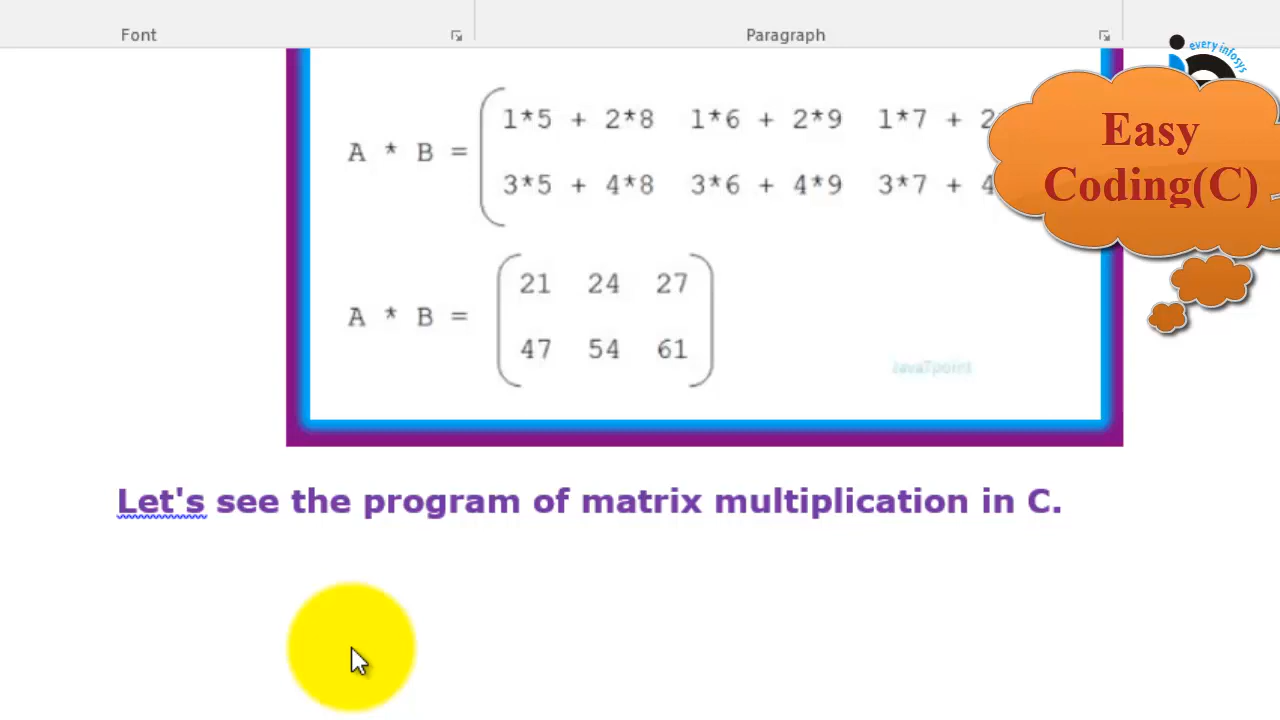 Font Paragraph
every infosys
Easy
Coding(C)
1*5 + 2*8 1*6 + 2*9 1*7 + 2
A * B =
3*5 + 4*8 3*6 + 4*9 3*7 + 4
21 24 27
A * B =
47 54 61
JavaTpoint
Let's see the program of matrix multiplication in C.